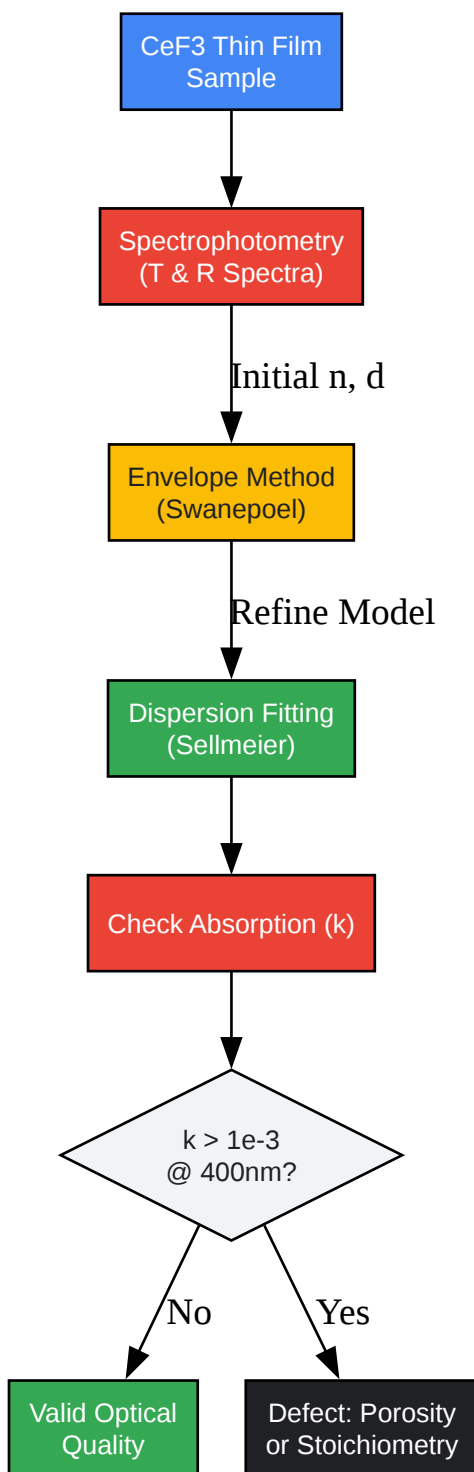 CeF3 Thin Film
Sample
Spectrophotometry
(T & R Spectra)
Initial n, d
Envelope Method
(Swanepoel)
Refine Model
Dispersion Fitting
(Sellmeier)
Check Absorption (k)
k > 1e-3
@ 400nm?
No
Yes
Valid Optical
Quality
Defect: Porosity
or Stoichiometry